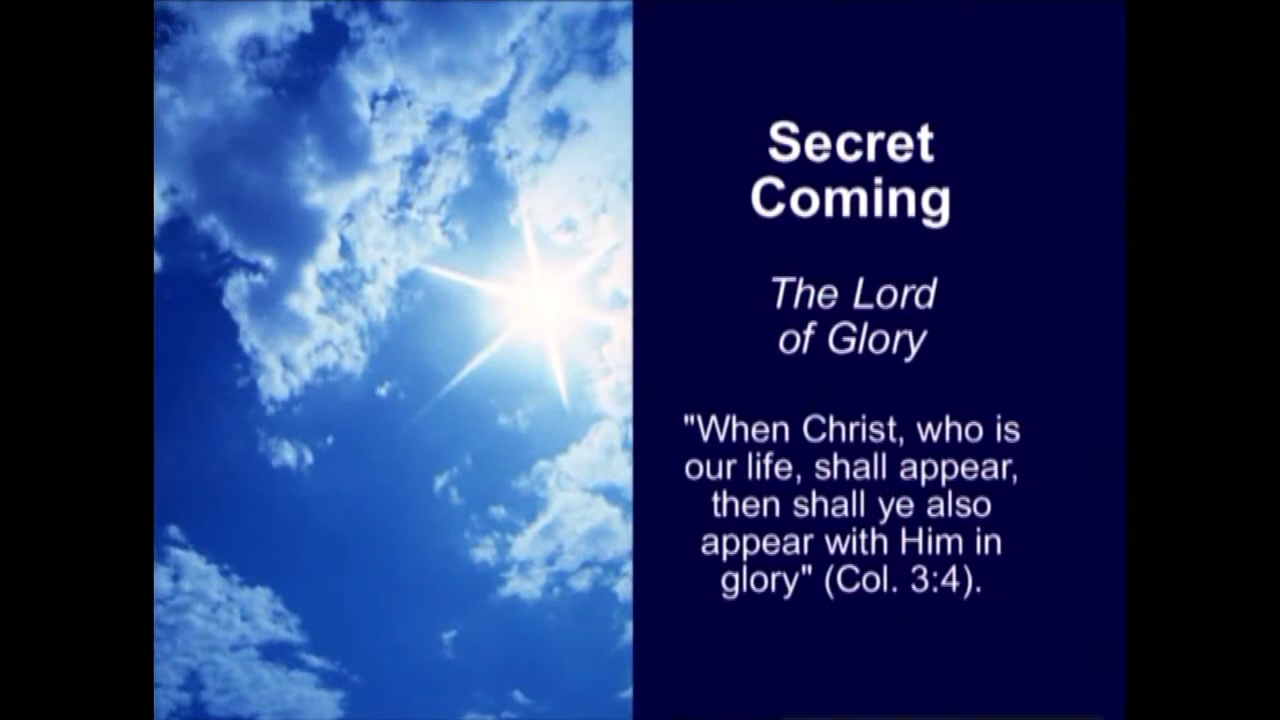 Secret
Coming
The Lord
of Glory
"When Christ, who is
our life, shall appear,
then shall ye also
appear with Him in
glory" (Col. 3:4).